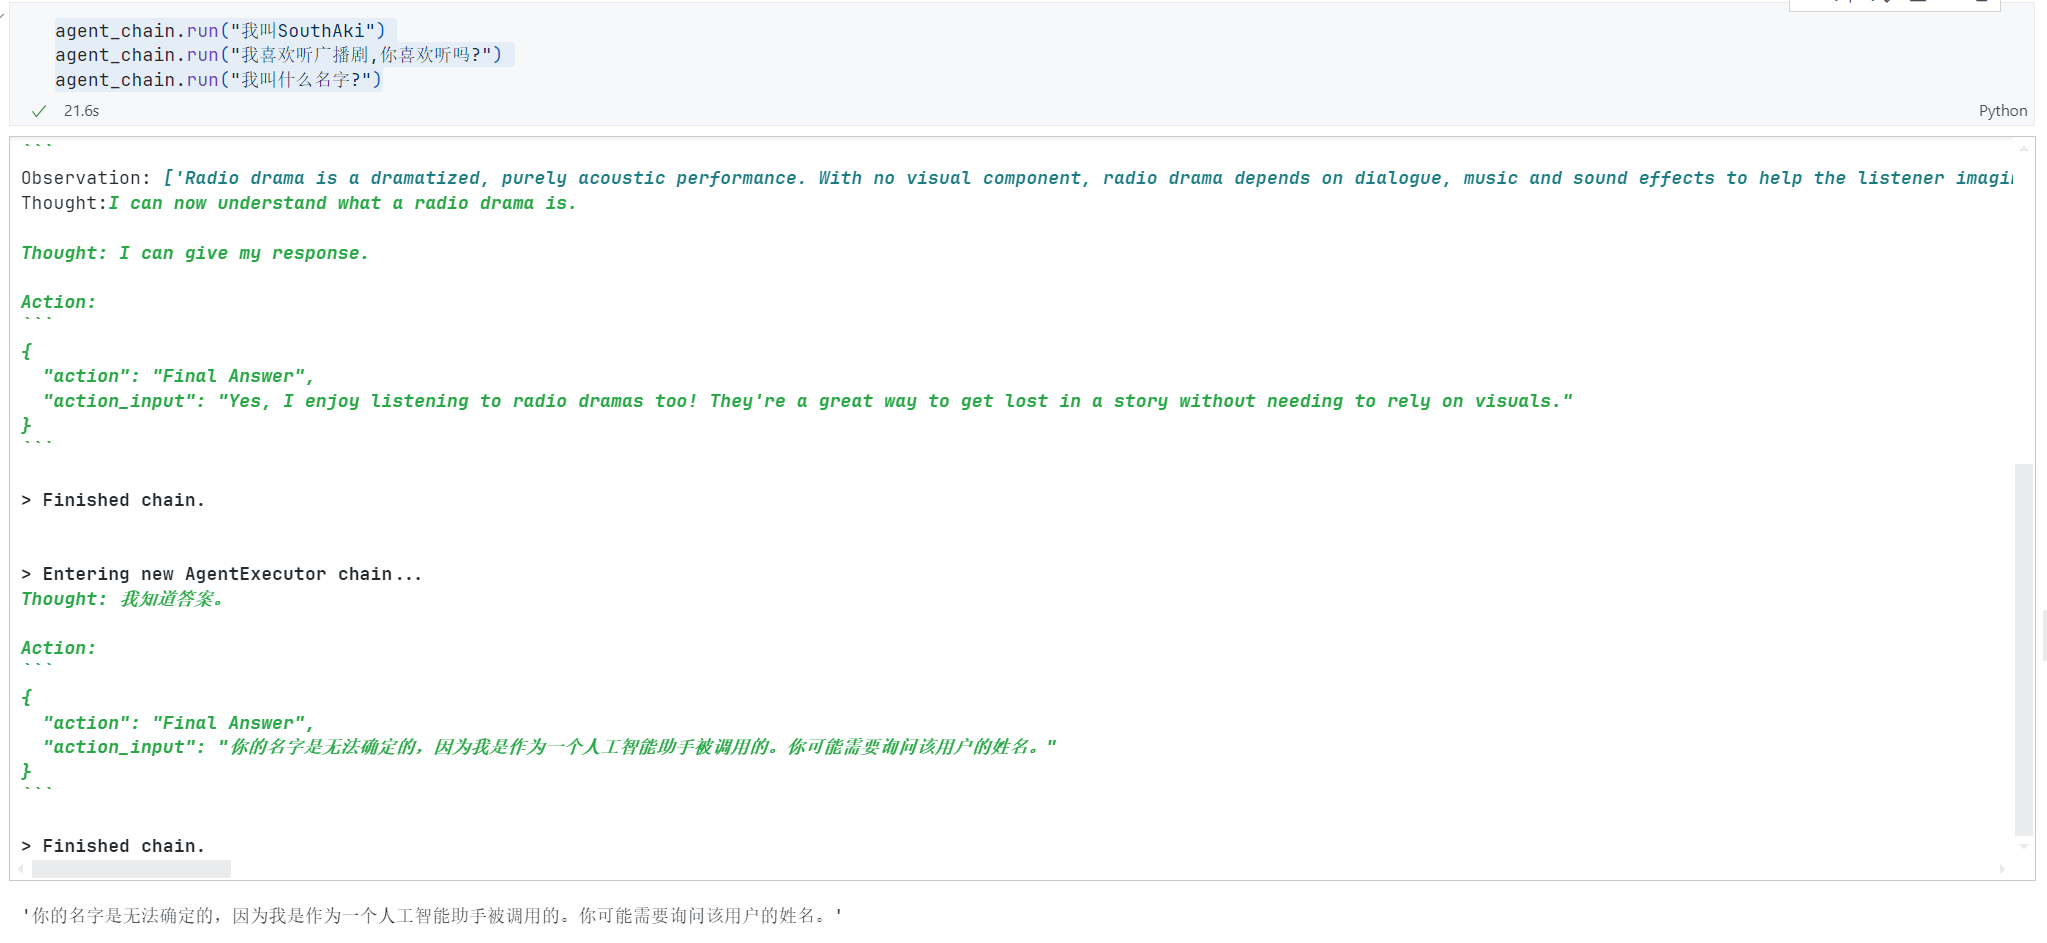 agent_chain.run("我叫SouthAki")
agent_chain.run("我喜欢听广播剧,你喜欢听吗?")
agent_chain.run("我叫什么名字?")
21.6s
Python
```
Observation: ['Radio drama is a dramatized, purely acoustic performance. With no visual component, radio drama depends on dialogue, music and sound effects to help the listener
Thought:I can now understand what a radio drama is.
Thought: I can give my response.
Action:
```
{
"action": "Final Answer",
"action_input": "Yes, I enjoy listening to radio dramas too! They're a great way to get lost in a story without needing to rely on visuals."
}
```
> Finished chain.
> Entering new AgentExecutor chain...
Thought: 我知道答案。
Action:
```
{
"action": "Final Answer",
"action_input": "你的名字是无法确定的，因为我是作为一个人工智能助手被调用的。你可能需要询问该用户的姓名。"
}
```
> Finished chain.
'你的名字是无法确定的，因为我是作为一个人工智能助手被调用的。你可能需要询问该用户的姓名。'